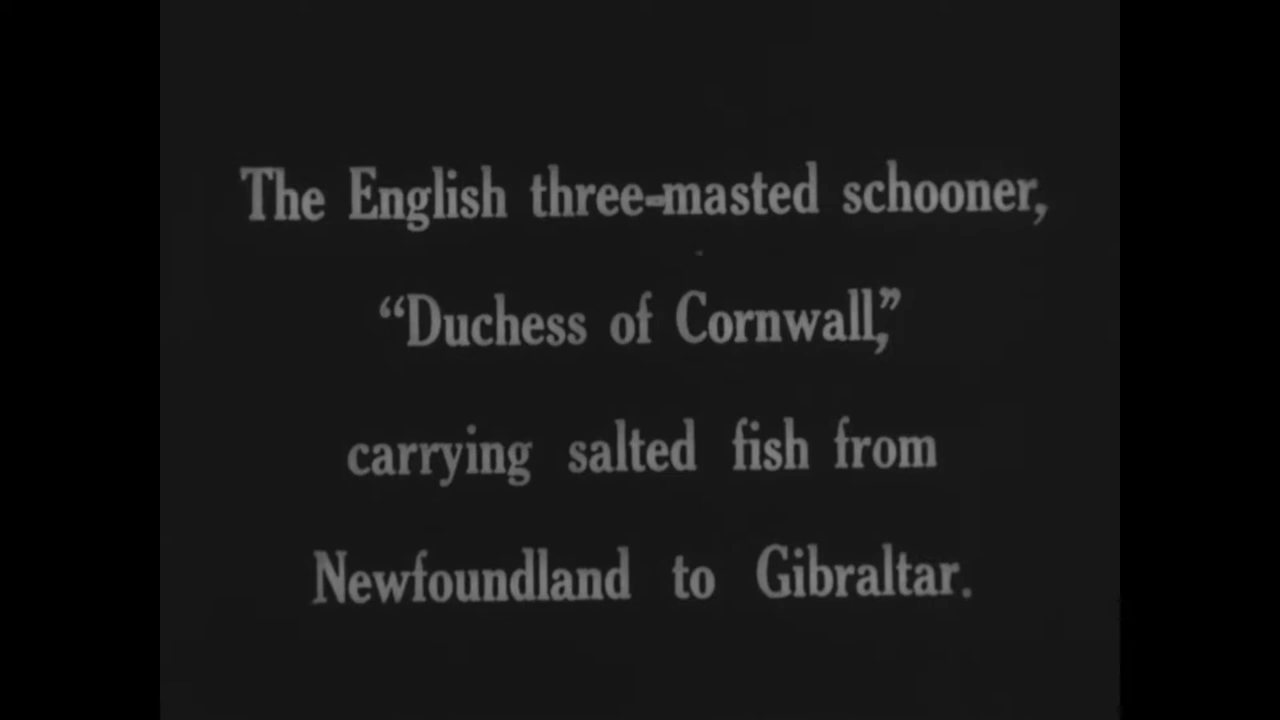 The English three-masted schooner,
“Duchess of Cornwall,”
carrying salted fish from
Newfoundland to Gibraltar.